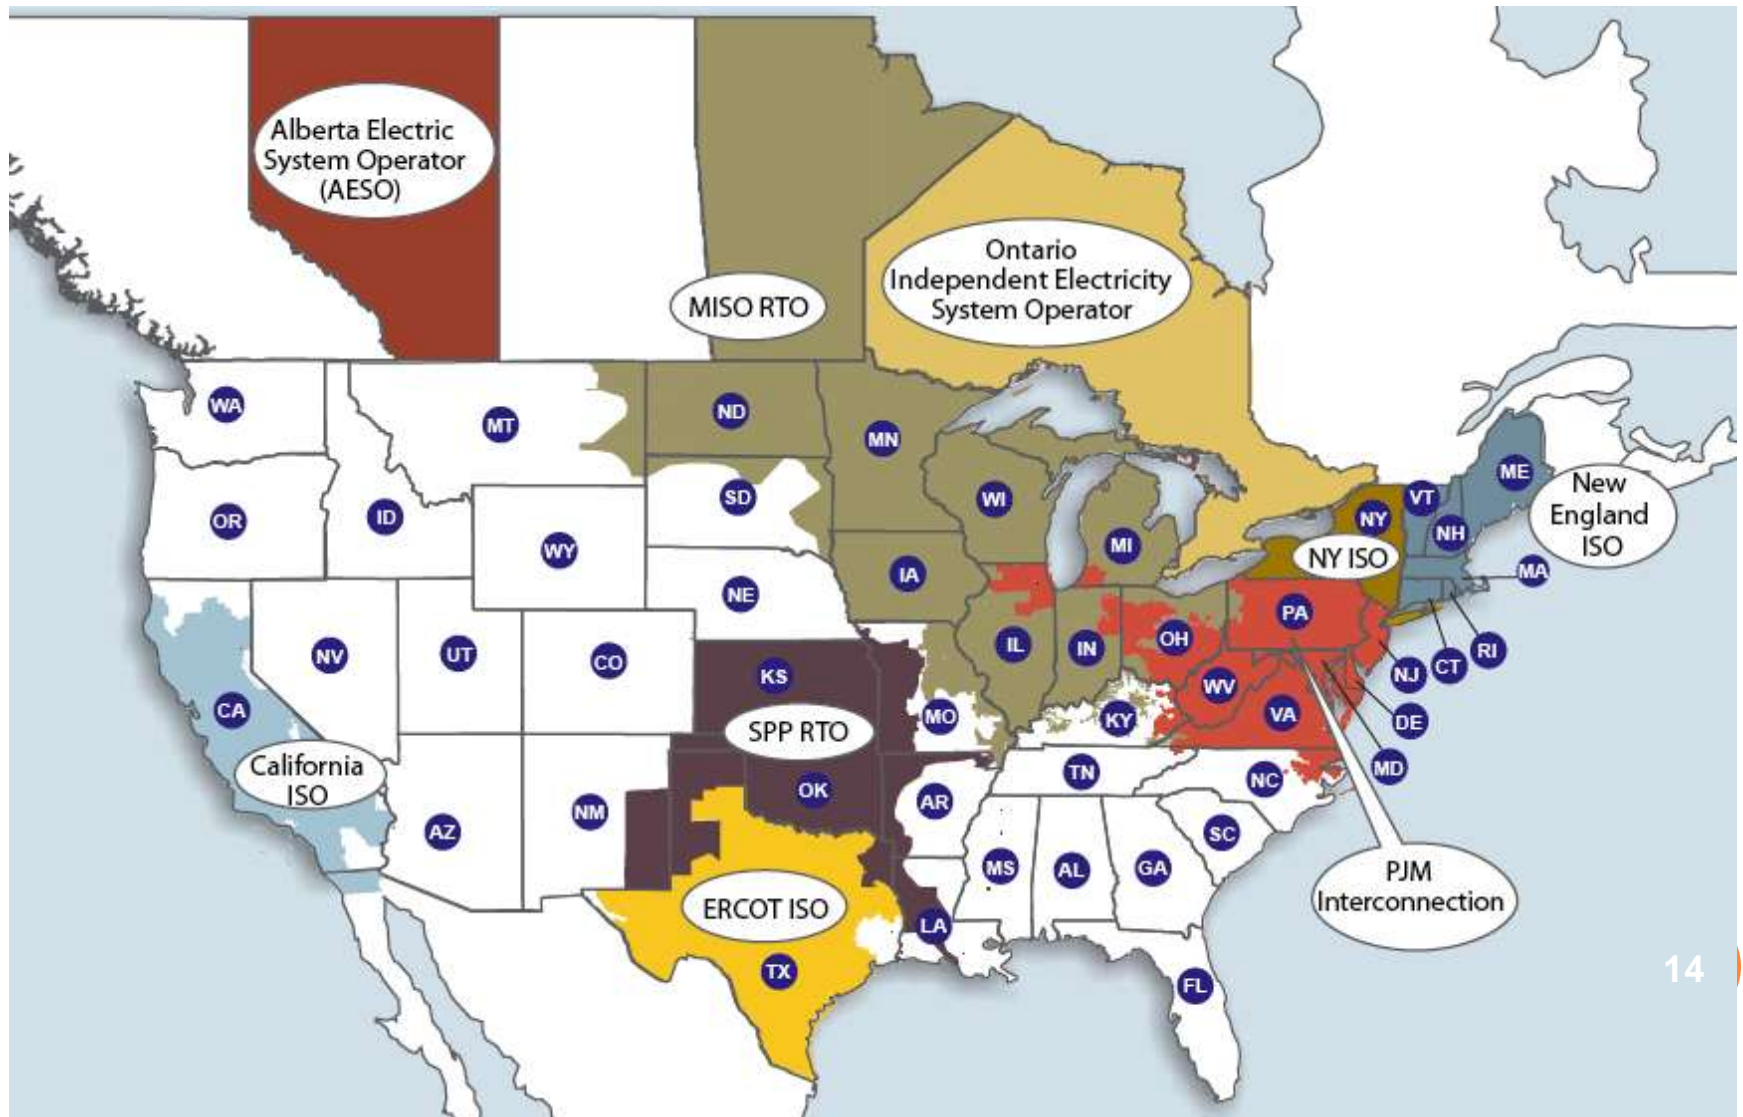 Alberta Electric
System Operator
(AESO)
Ontario
Independent Electricity
System Operator
MISO RTO
WA
MT
ND
MN
OR
ID
SD
WI
MI
NY
VT
NH
ME
New
England
ISO
NY ISO
MA
WY
IA
NE
PA
NV
UT
CO
IL
IN
OH
KS
WV
VA
NJ
CT
RI
CA
MO
KY
DE
SPP RTO
California
ISO
TN
NC
MD
OK
NM
AZ
AR
SC
MS
AL
GA
PJM
Interconnection
ERCOT ISO
LA
TX
FL
14